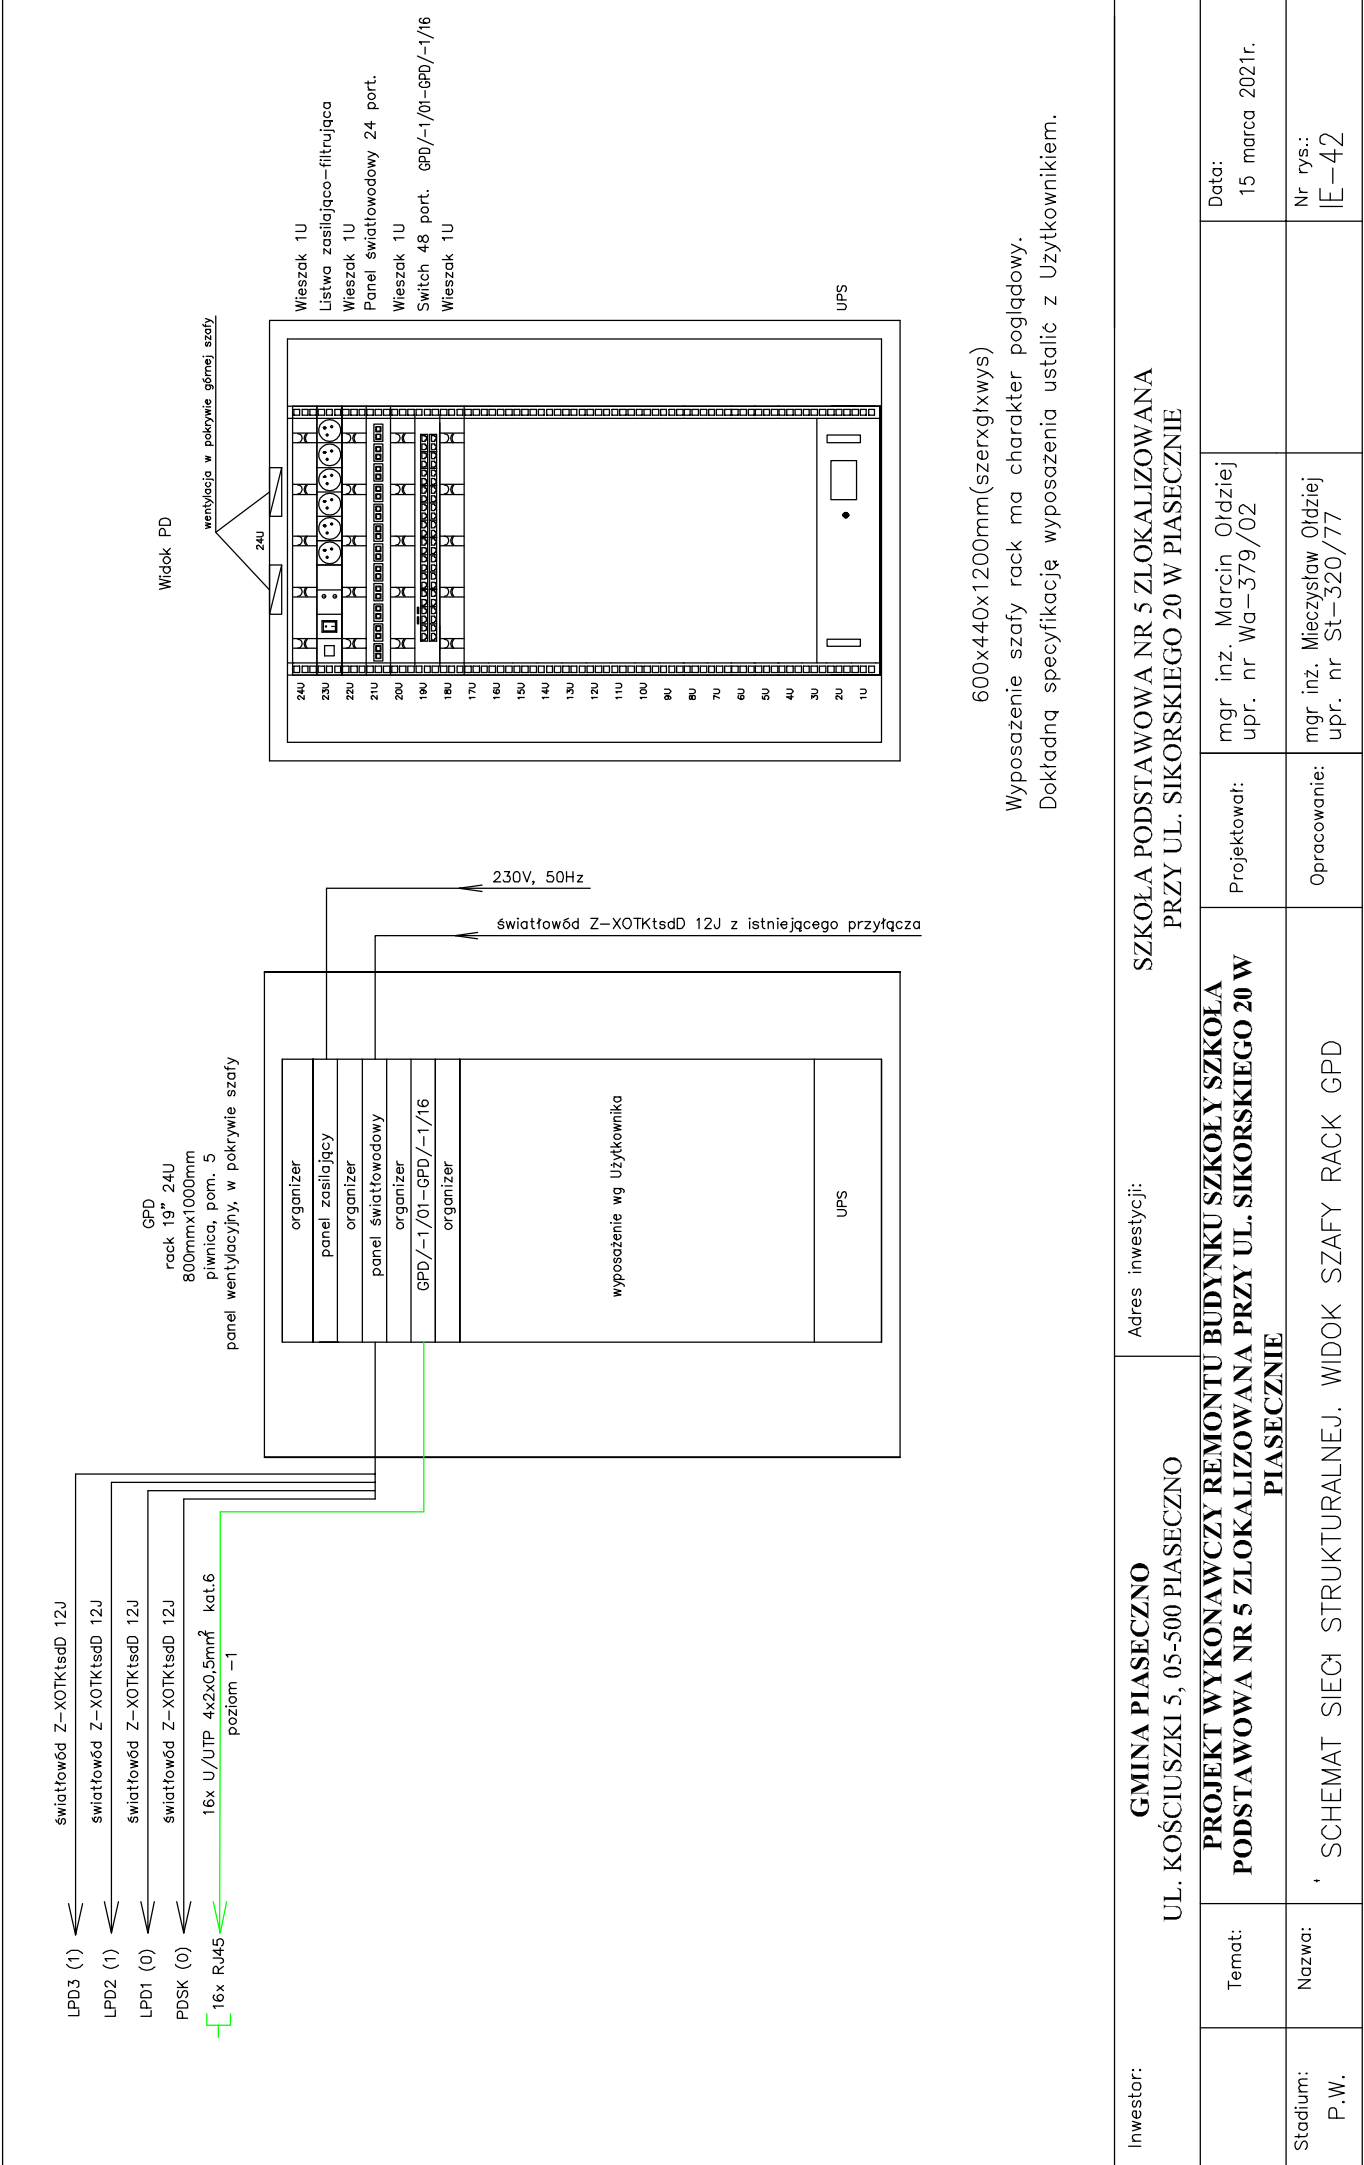 LPD3 (1)
światłowód Z-XOTKtsdD 12J
LPD2 (1)
światłowód Z-XOTKtsdD 12J
LPD1 (0)
światłowód Z-XOTKtsdD 12J
PDSK (0)
światłowód Z-XOTKtsdD 12J
16x RJ45
16x U/UTP 4x2x0,5mm² kat.6
poziom -1
GPD
rack 19" 24U
800mmx1000mm
piwnica, pom. 5
panel wentylacyjny, w pokrywie szafy
organizer
panel zasilający
organizer
panel światłowodowy
organizer
GPD/-1/01-GPD/-1/16
organizer
wyposażenie wg Użytkownika
UPS
230V, 50Hz
światłowód Z-XOTKtsdD 12J z istniejącego przyłącza
Widok PD
wentylacja w pokrywie górnej szafy
24U
24U
23U
22U
21U
20U
19U
18U
17U
16U
15U
14U
13U
12U
11U
10U
9U
8U
7U
6U
5U
4U
3U
2U
1U
Wieszak 1U
Listwa zasilająco-filtrująca
Wieszak 1U
Panel światłowodowy 24 port.
Wieszak 1U
Switch 48 port. GPD/-1/01-GPD/-1/16
Wieszak 1U
UPS
600x440x1200mm(szerxgłxwys)
Wyposażenie szafy rack ma charakter poglądowy.
Dokładną specyfikację wyposażenia ustalić z Użytkownikiem.
Inwestor:
GMINA PIASECZNO
UL. KOŚCIUSZKI 5, 05-500 PIASECZNO
Adres inwestycji:
SZKOŁA PODSTAWOWA NR 5 ZLOKALIZOWANA
PRZY UL. SIKORSKIEGO 20 W PIASECZNIE
Temat:
PROJEKT WYKONAWCZY REMONTU BUDYNKU SZKOŁY SZKOŁA
PODSTAWOWA NR 5 ZLOKALIZOWANA PRZY UL. SIKORSKIEGO 20 W
PIASECZNIE
Projektował:
mgr inż. Marcin Ołdziej
upr. nr Wa-379/02
Data:
15 marca 2021r.
Stadium:
P.W.
Nazwa:
SCHEMAT SIECI STRUKTURALNEJ. WIDOK SZAFY RACK GPD
Opracowanie:
mgr inż. Mieczysław Ołdziej
upr. nr St-320/77
Nr rys.:
IE-42